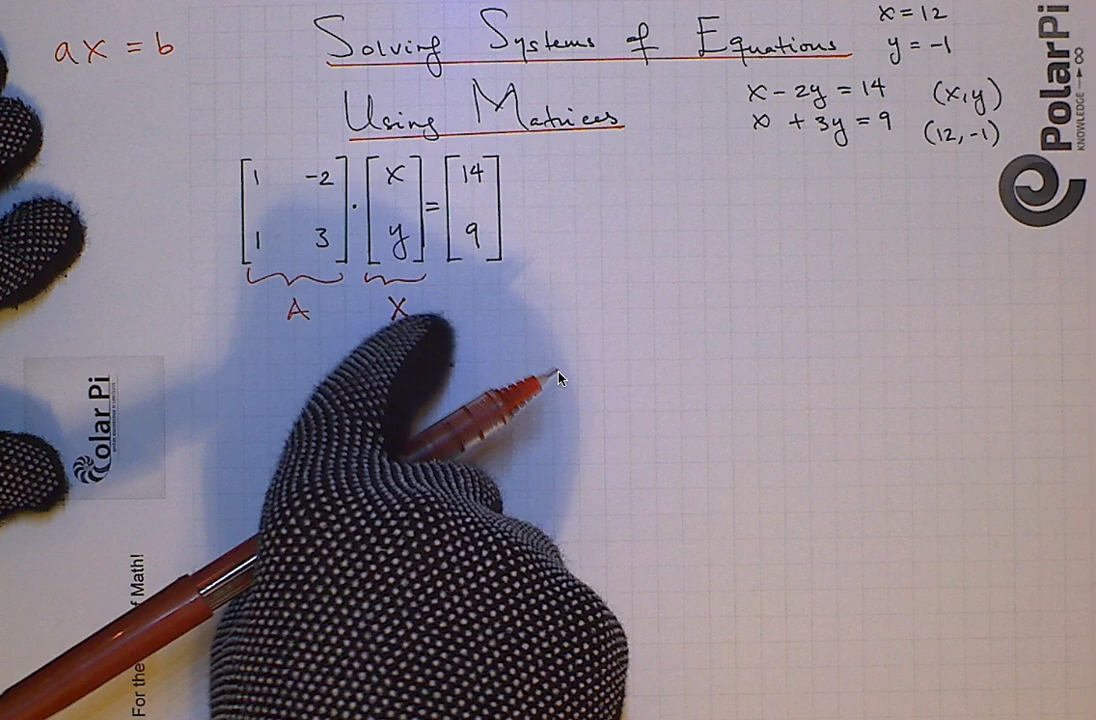 ax = b
Solving Systems of Equations
Using Matrices
x = 12
y = -1
x - 2y = 14 (x,y)
x + 3y = 9 (12,-1)
[1 -2] · [x] = [14]
[1 3] [y] [9]
A X
PolarPi
KNOWLEDGE → ∞
olar Pi
For the f Math!